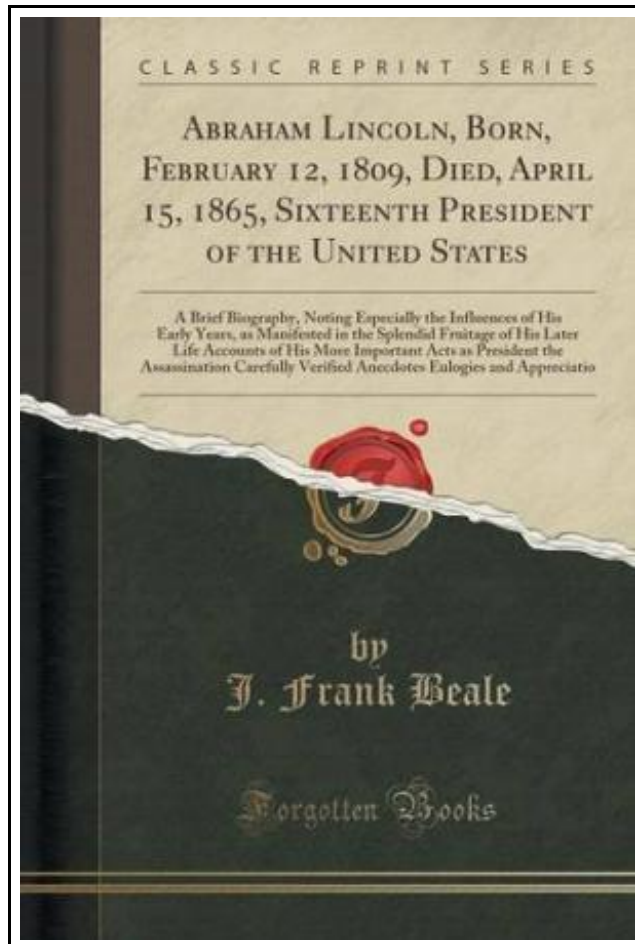 CLASSIC REPRINT SERIES
ABRAHAM LINCOLN, BORN,
FEBRUARY 12, 1809, DIED, APRIL
15, 1865, SIXTEENTH PRESIDENT
OF THE UNITED STATES
A Brief Biography, Noting Especially the Influences of His
Early Years, as Manifested in the Splendid Fruitage of His Later
Life Accounts of His More Important Acts as President the
Assassination Carefully Verified Anecdotes Eulogies and Appreciatio
by
J. Frank Beale
Forgotten Books